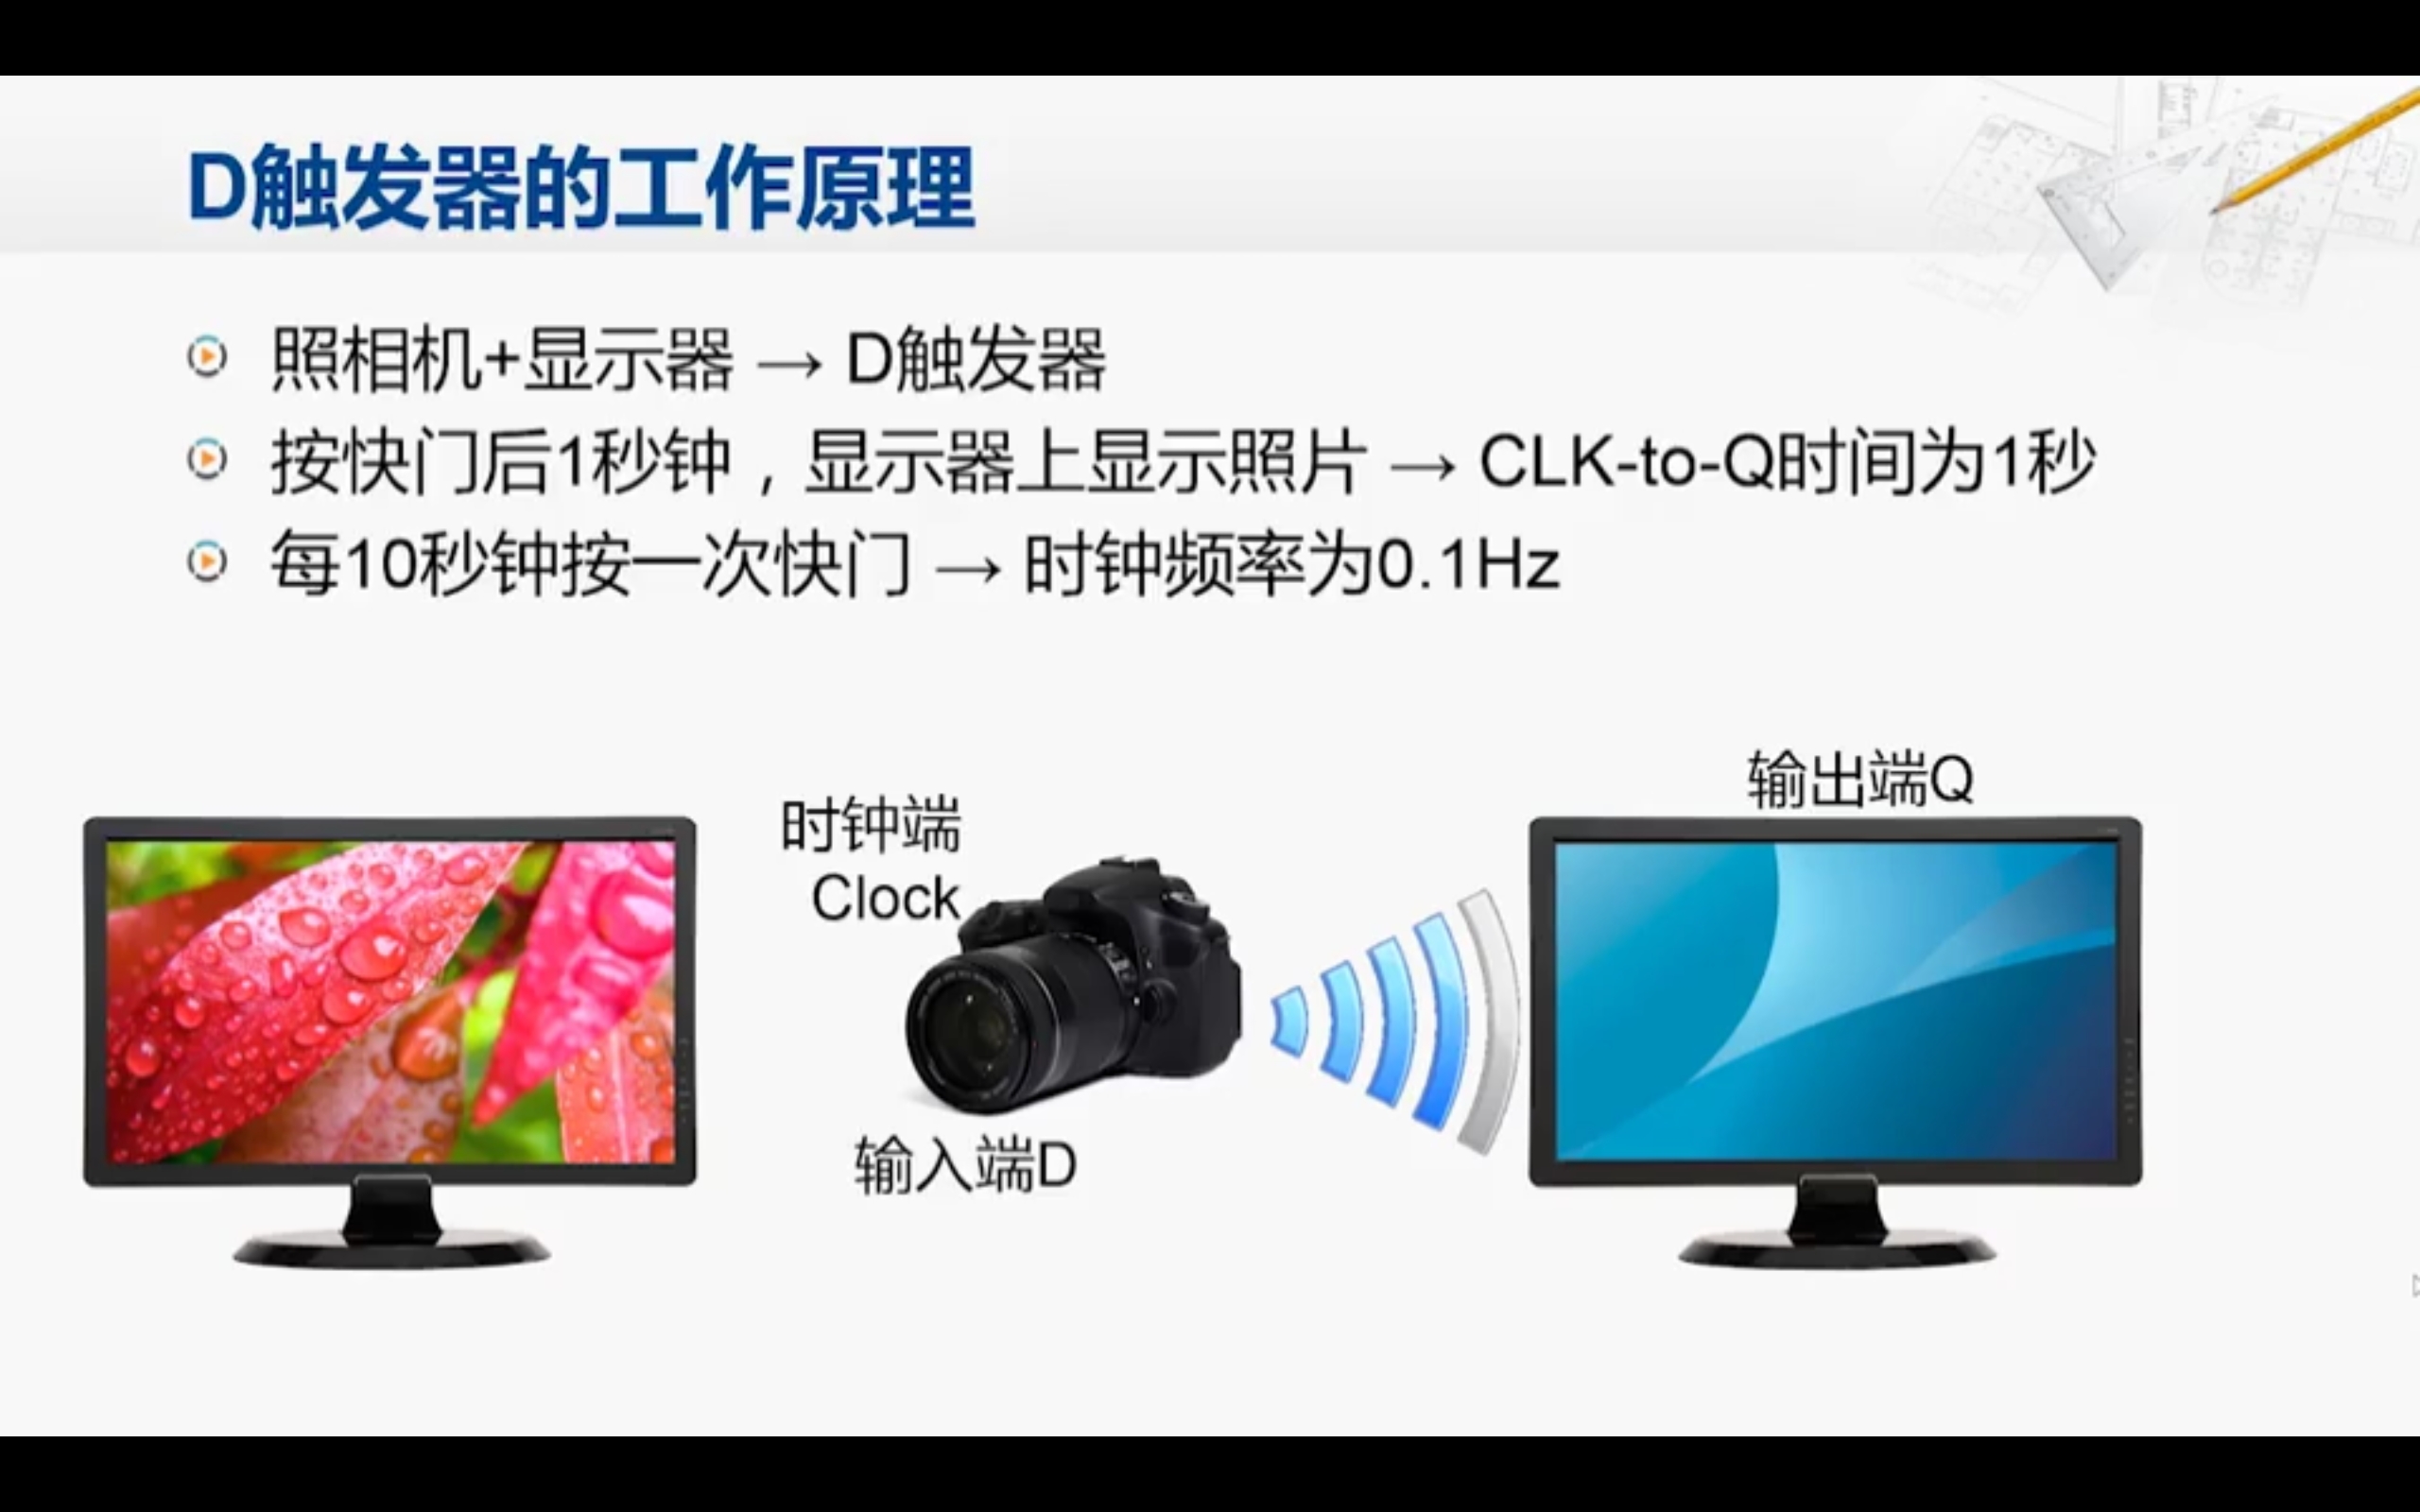 D触发器的工作原理
照相机+显示器 → D触发器
按快门后1秒钟，显示器上显示照片 → CLK-to-Q时间为1秒
每10秒钟按一次快门 → 时钟频率为0.1Hz
输出端Q
时钟端
Clock
输入端D